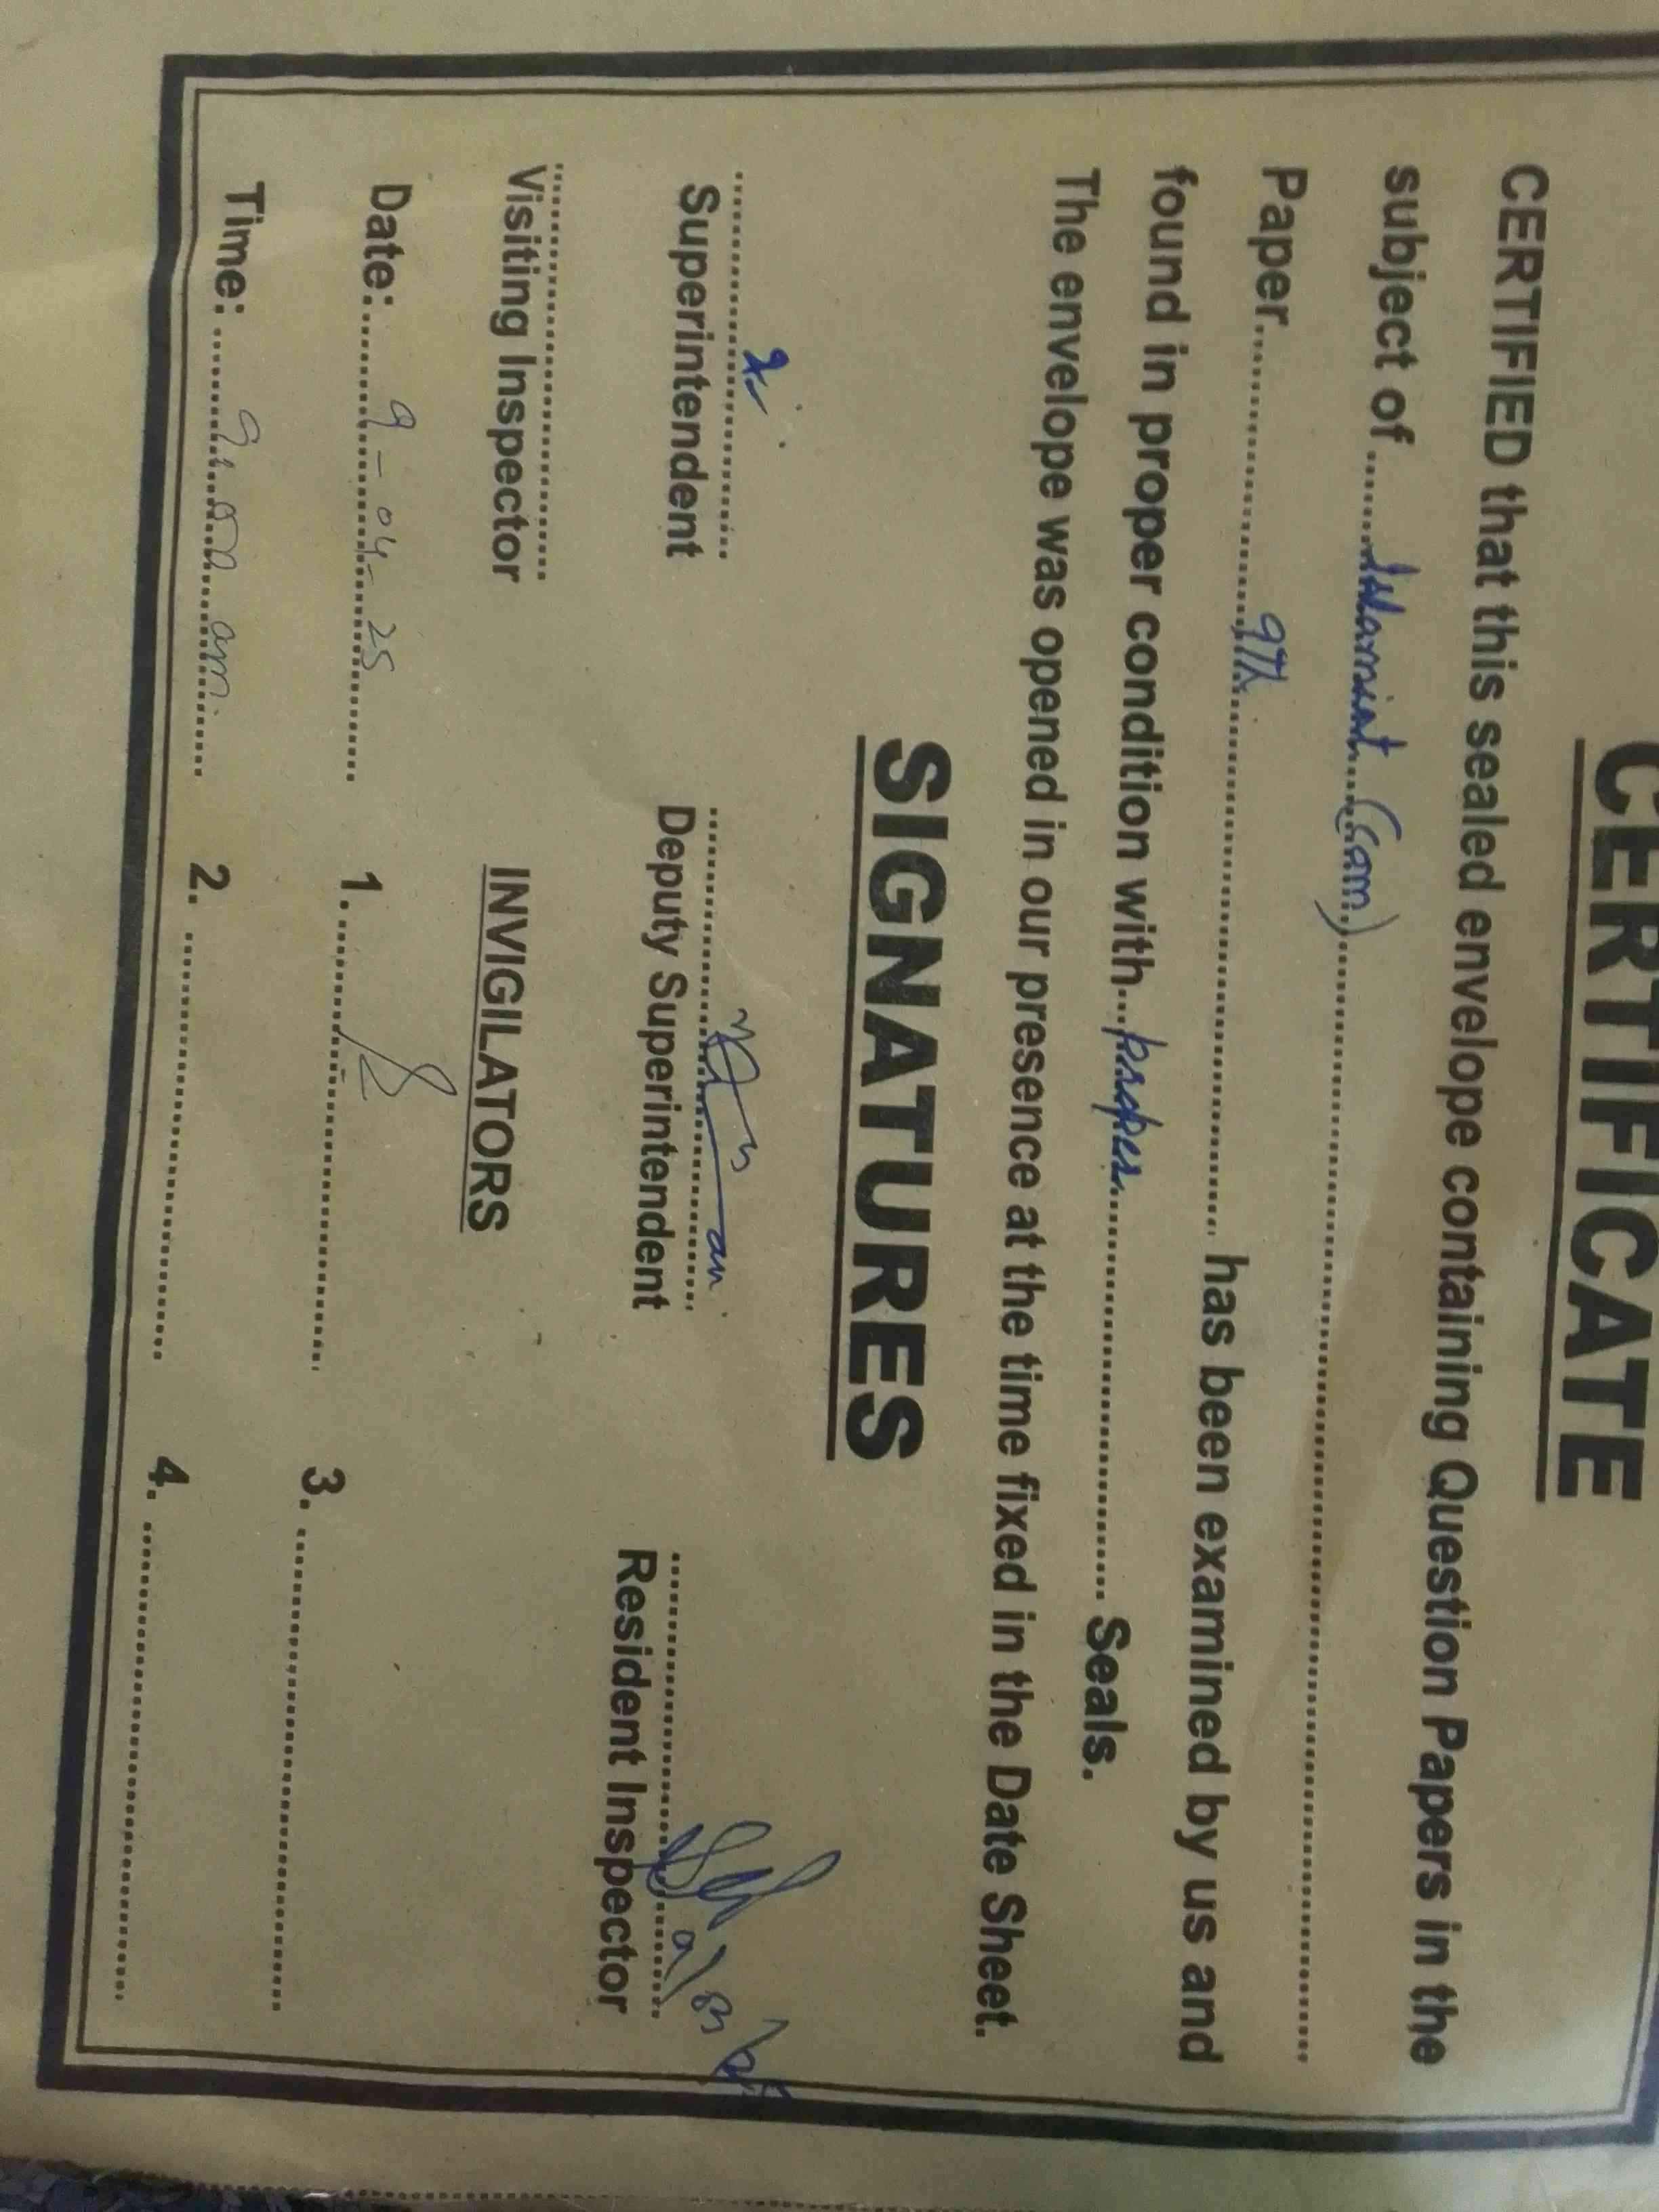 CERTIFICATE
CERTIFIED that this sealed envelope containing Question Papers in the
subject of ........ Islamiat (Com) ........
Paper ........ 9th ........ has been examined by us and
found in proper condition with ........ proper ........ Seals.
The envelope was opened in our presence at the time fixed in the Date Sheet.
SIGNATURES
Superintendent Deputy Superintendent Resident Inspector
Visiting Inspector INVIGILATORS
Date: 9-04-25 1. 3.
Time: 9:00 am 2. 4.